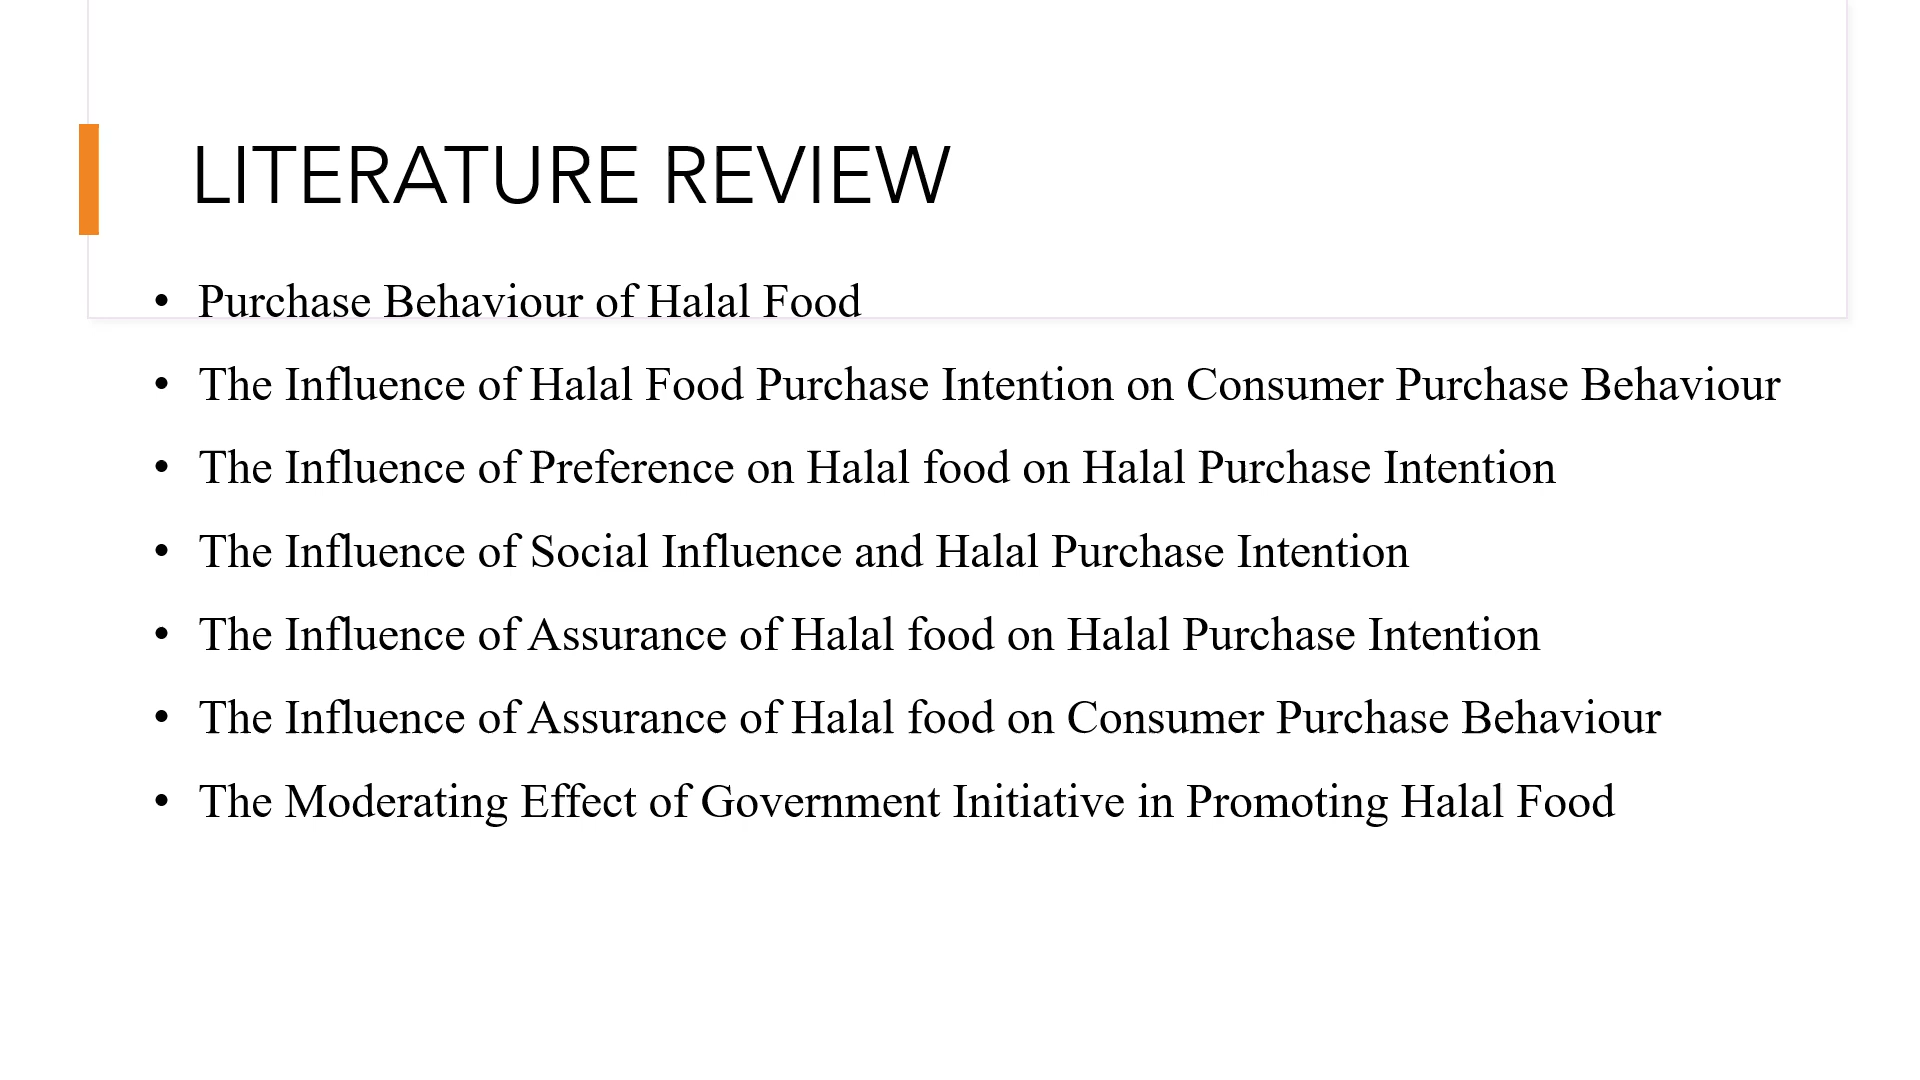 LITERATURE REVIEW
• Purchase Behaviour of Halal Food
• The Influence of Halal Food Purchase Intention on Consumer Purchase Behaviour
• The Influence of Preference on Halal food on Halal Purchase Intention
• The Influence of Social Influence and Halal Purchase Intention
• The Influence of Assurance of Halal food on Halal Purchase Intention
• The Influence of Assurance of Halal food on Consumer Purchase Behaviour
• The Moderating Effect of Government Initiative in Promoting Halal Food